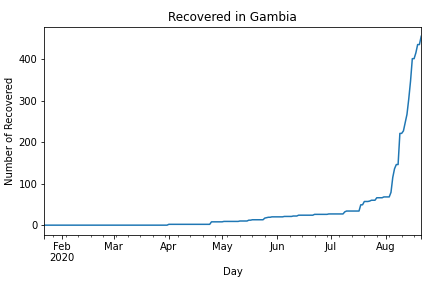 Recovered in Gambia
Number of Recovered
400
300
200
100
0
Feb
2020
Mar
Apr
May
Jun
Jul
Aug
Day